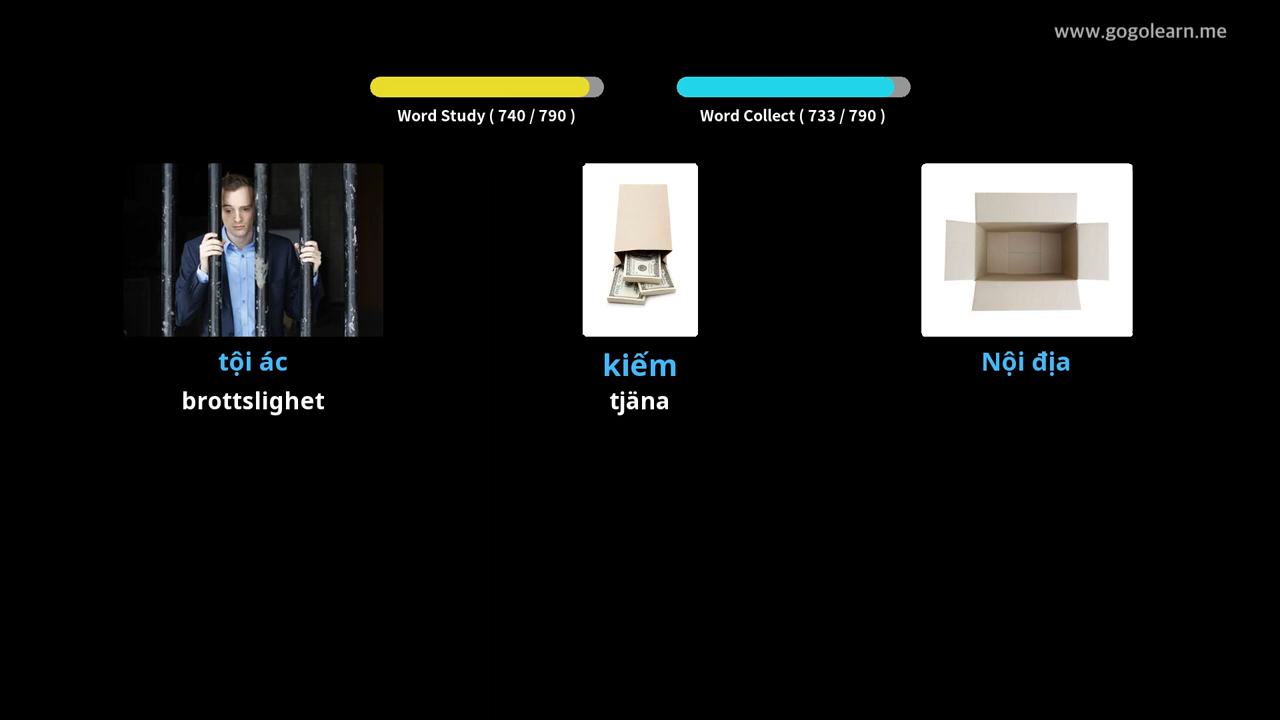 www.gogolearn.me
Word Study ( 740 / 790 )
Word Collect ( 733 / 790 )
tội ác
kiếm
Nội địa
brottslighet
tjäna